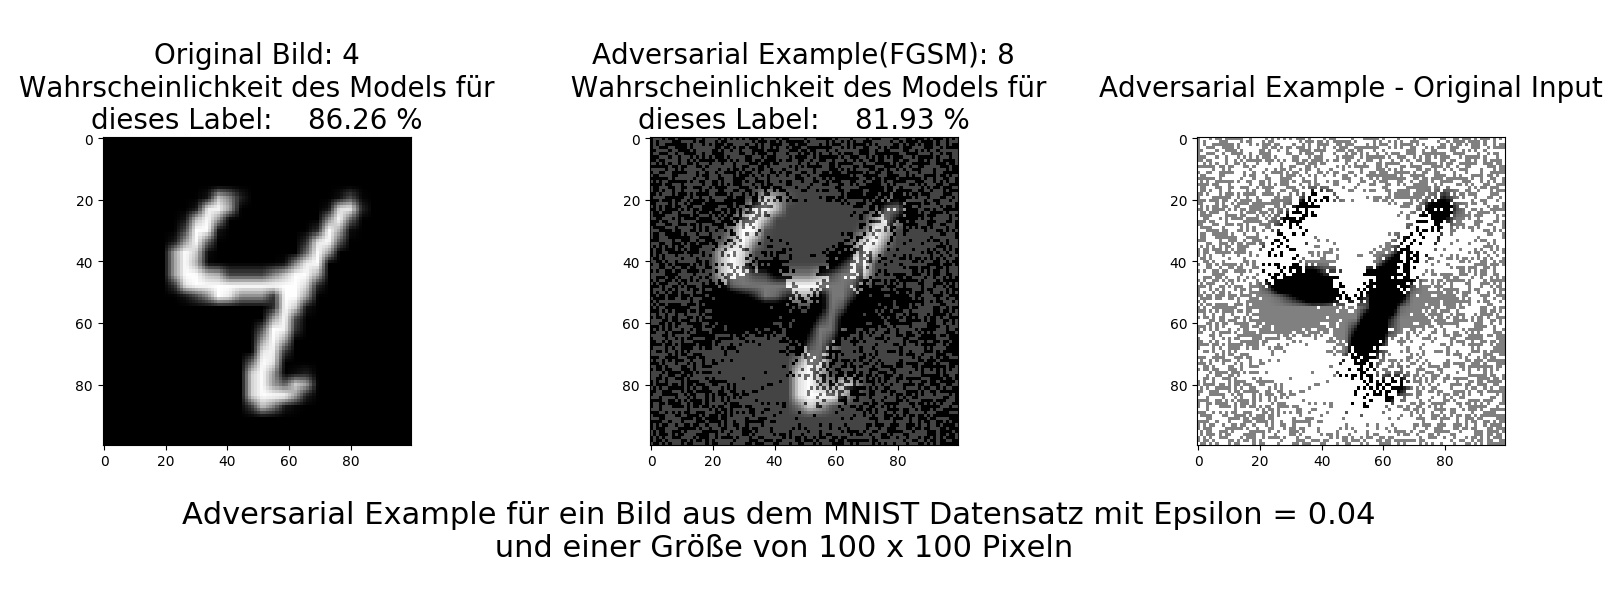 Original Bild: 4
Wahrscheinlichkeit des Models für
dieses Label:    86.26 %
0
20
40
60
80
0 20 40 60 80
Adversarial Example(FGSM): 8
Wahrscheinlichkeit des Models für
dieses Label:    81.93 %
0
20
40
60
80
0 20 40 60 80
Adversarial Example - Original Input
0
20
40
60
80
0 20 40 60 80
Adversarial Example für ein Bild aus dem MNIST Datensatz mit Epsilon = 0.04
und einer Größe von 100 x 100 Pixeln